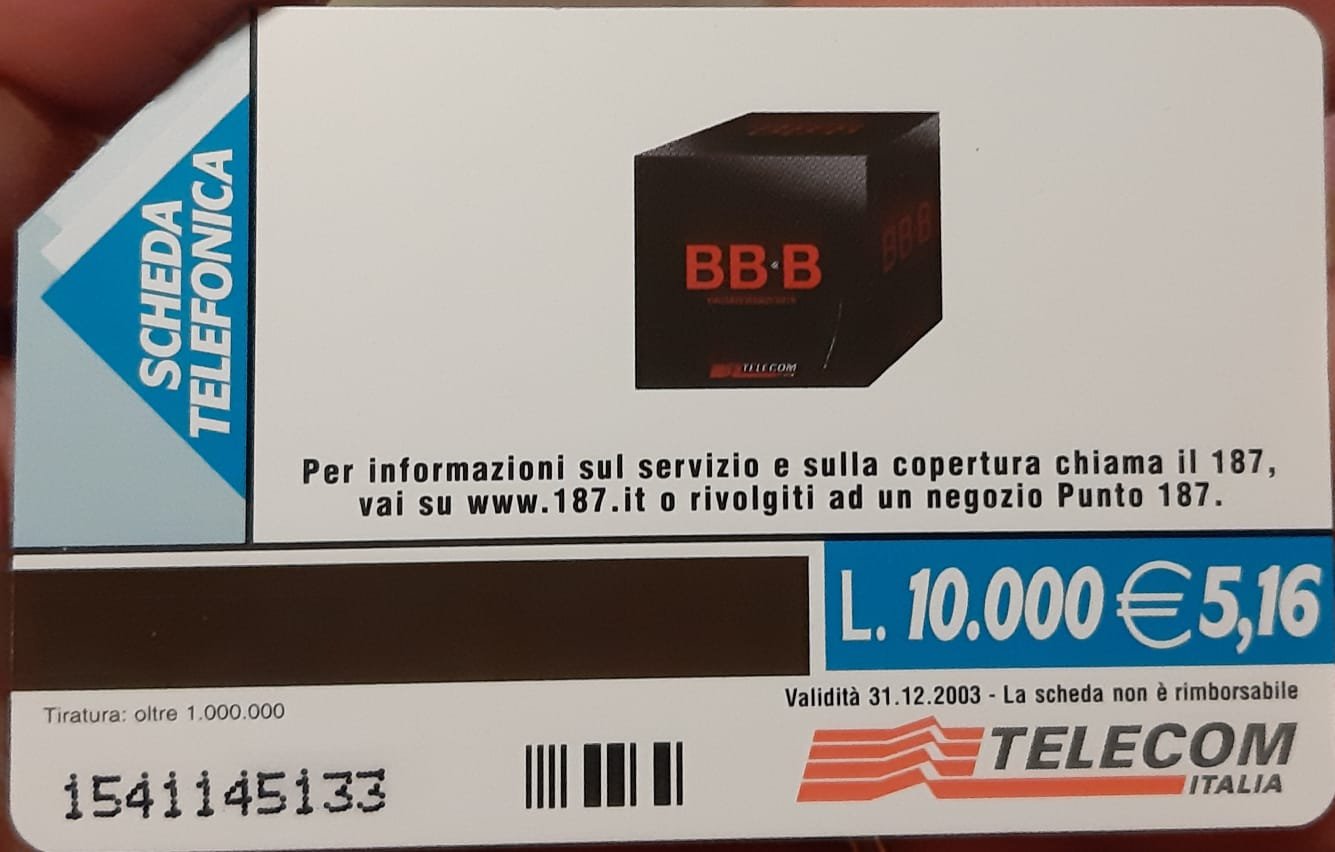 SCHEDA
TELEFONICA
BB•B
BB•B
TELECOM
Per informazioni sul servizio e sulla copertura chiama il 187,
vai su www.187.it o rivolgiti ad un negozio Punto 187.
L. 10.000 € 5,16
Validità 31.12.2003 - La scheda non è rimborsabile
Tiratura: oltre 1.000.000
1541145133
TELECOM
ITALIA